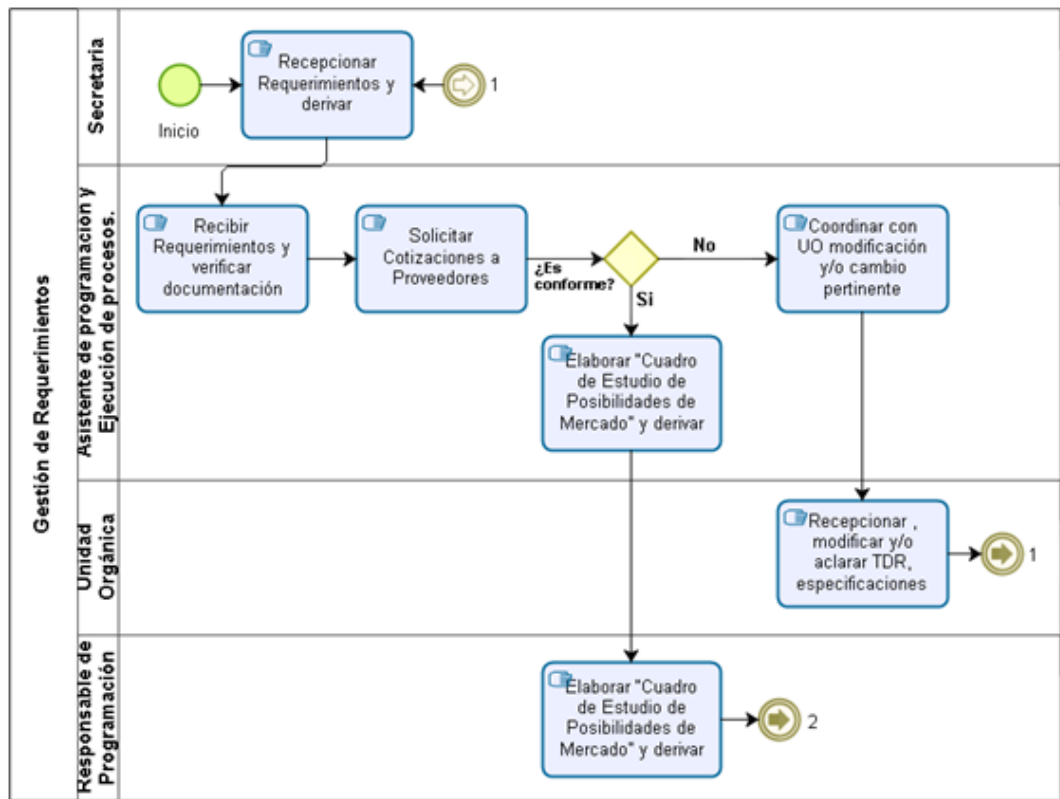 Gestión de Requerimientos
Secretaria
Inicio
Recepcionar
Requerimientos y
derivar
1
Asistente de programacion y
Ejecución de procesos.
Recibir
Requerimientos y
verificar
documentación
Solicitar
Cotizaciones a
Proveedores
¿Es
conforme?
No
Si
Coordinar con
UO modificación
y/o cambio
pertinente
Elaborar "Cuadro
de Estudio de
Posibilidades de
Mercado" y derivar
Unidad
Orgánica
Recepcionar ,
modificar y/o
aclarar TDR,
especificaciones
1
Responsable de
Programación
Elaborar "Cuadro
de Estudio de
Posibilidades de
Mercado" y derivar
2